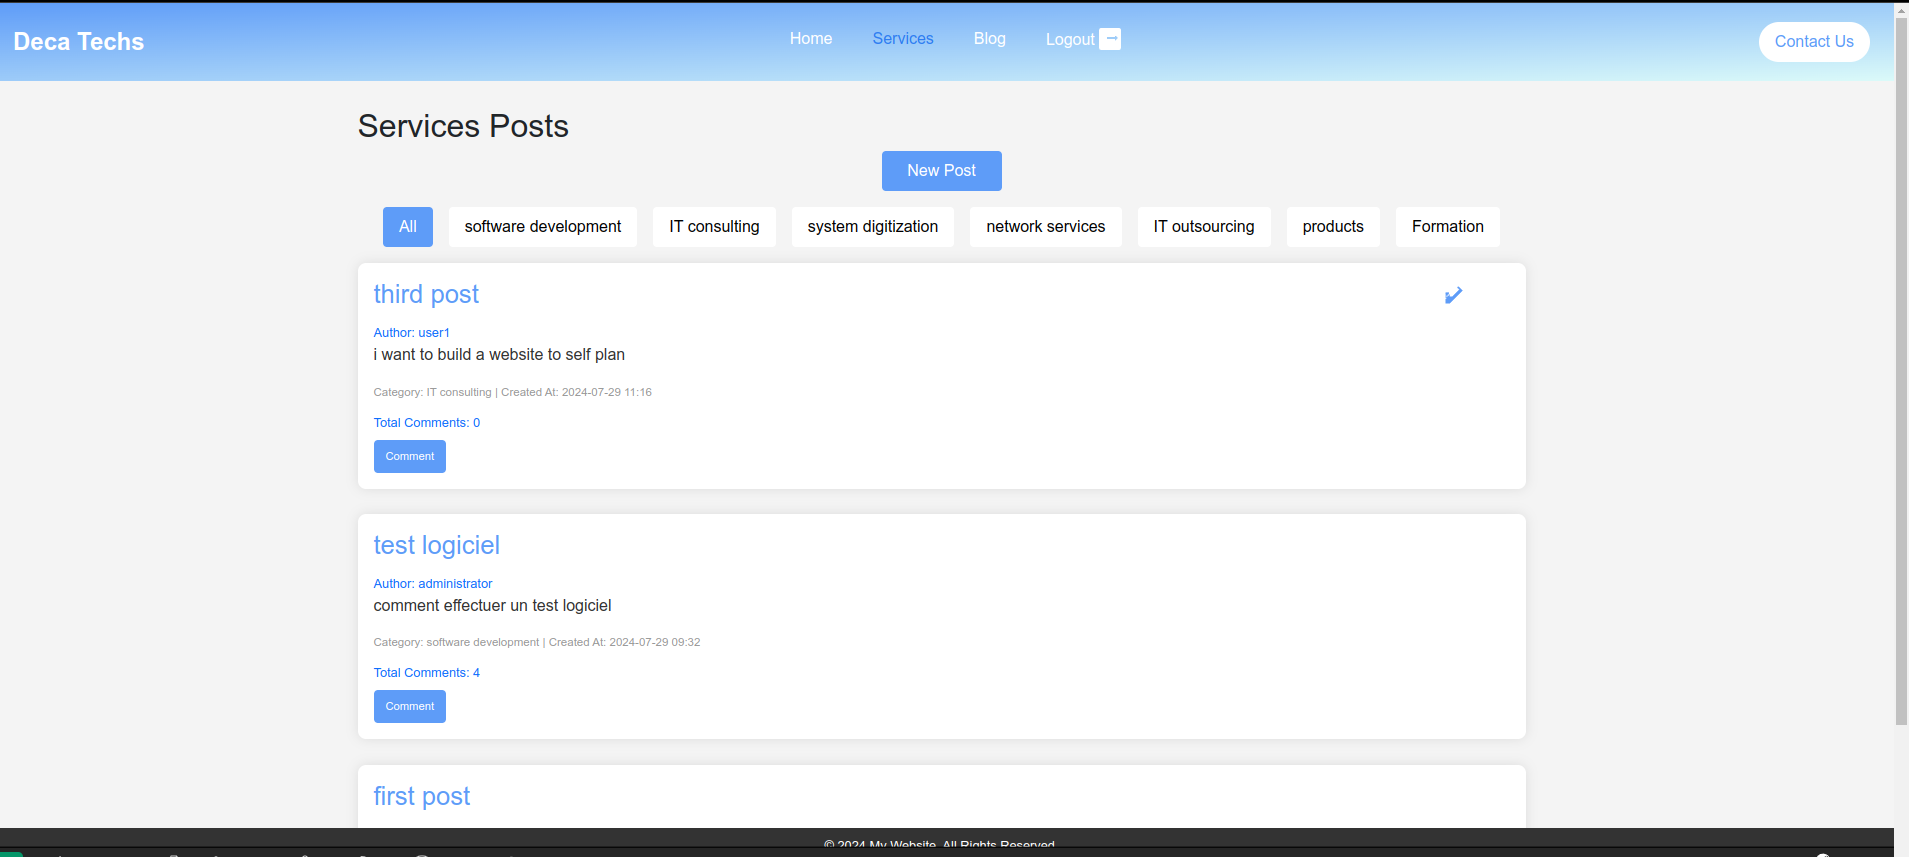 Deca Techs
Home Services Blog Logout Contact Us
Services Posts
New Post
All software development IT consulting system digitization network services IT outsourcing products Formation
third post
Author: user1
i want to build a website to self plan
Category: IT consulting | Created At: 2024-07-29 11:16
Total Comments: 0
Comment
test logiciel
Author: administrator
comment effectuer un test logiciel
Category: software development | Created At: 2024-07-29 09:32
Total Comments: 4
Comment
first post
© 2024 My Website. All Rights Reserved.